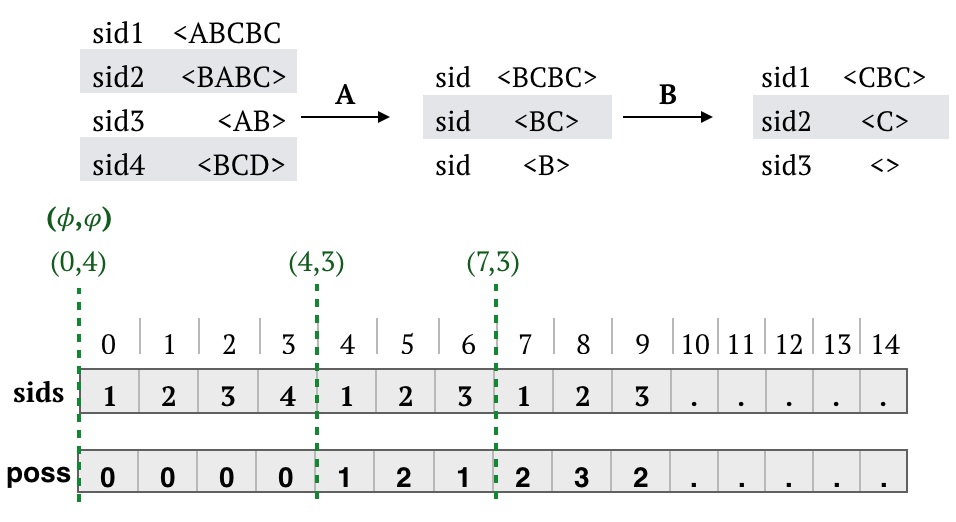 sid1 <ABCBC
sid2 <BABC>
sid3 <AB>
sid4 <BCD>
A
sid <BCBC>
sid <BC>
sid <B>
B
sid1 <CBC>
sid2 <C>
sid3 <>
(ϕ,φ)
(0,4) (4,3) (7,3)
0 1 2 3 4 5 6 7 8 9 10 11 12 13 14
sids 1 2 3 4 1 2 3 1 2 3 . . . . .
poss 0 0 0 0 1 2 1 2 3 2 . . . . .